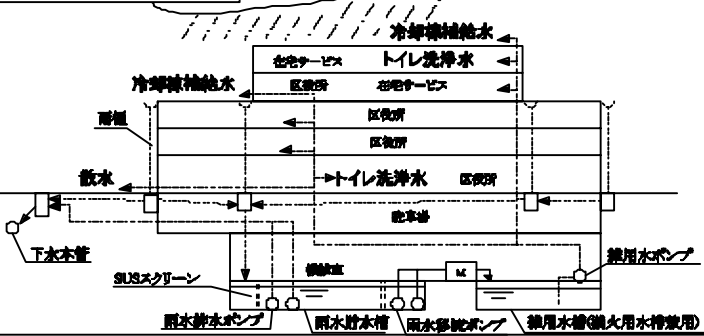 冷却棟補給水
在宅サービス
トイレ洗浄水
冷却棟補給水
区役所
在宅サービス
区役所
雨樋
区役所
散水
トイレ洗浄水
区役所
駐車場
下水本管
機械室
雑用水ポンプ
SUSスクリーン
雨水排水ポンプ
雨水貯水槽
雨水移送ポンプ
雑用水槽(消火用水槽兼用)